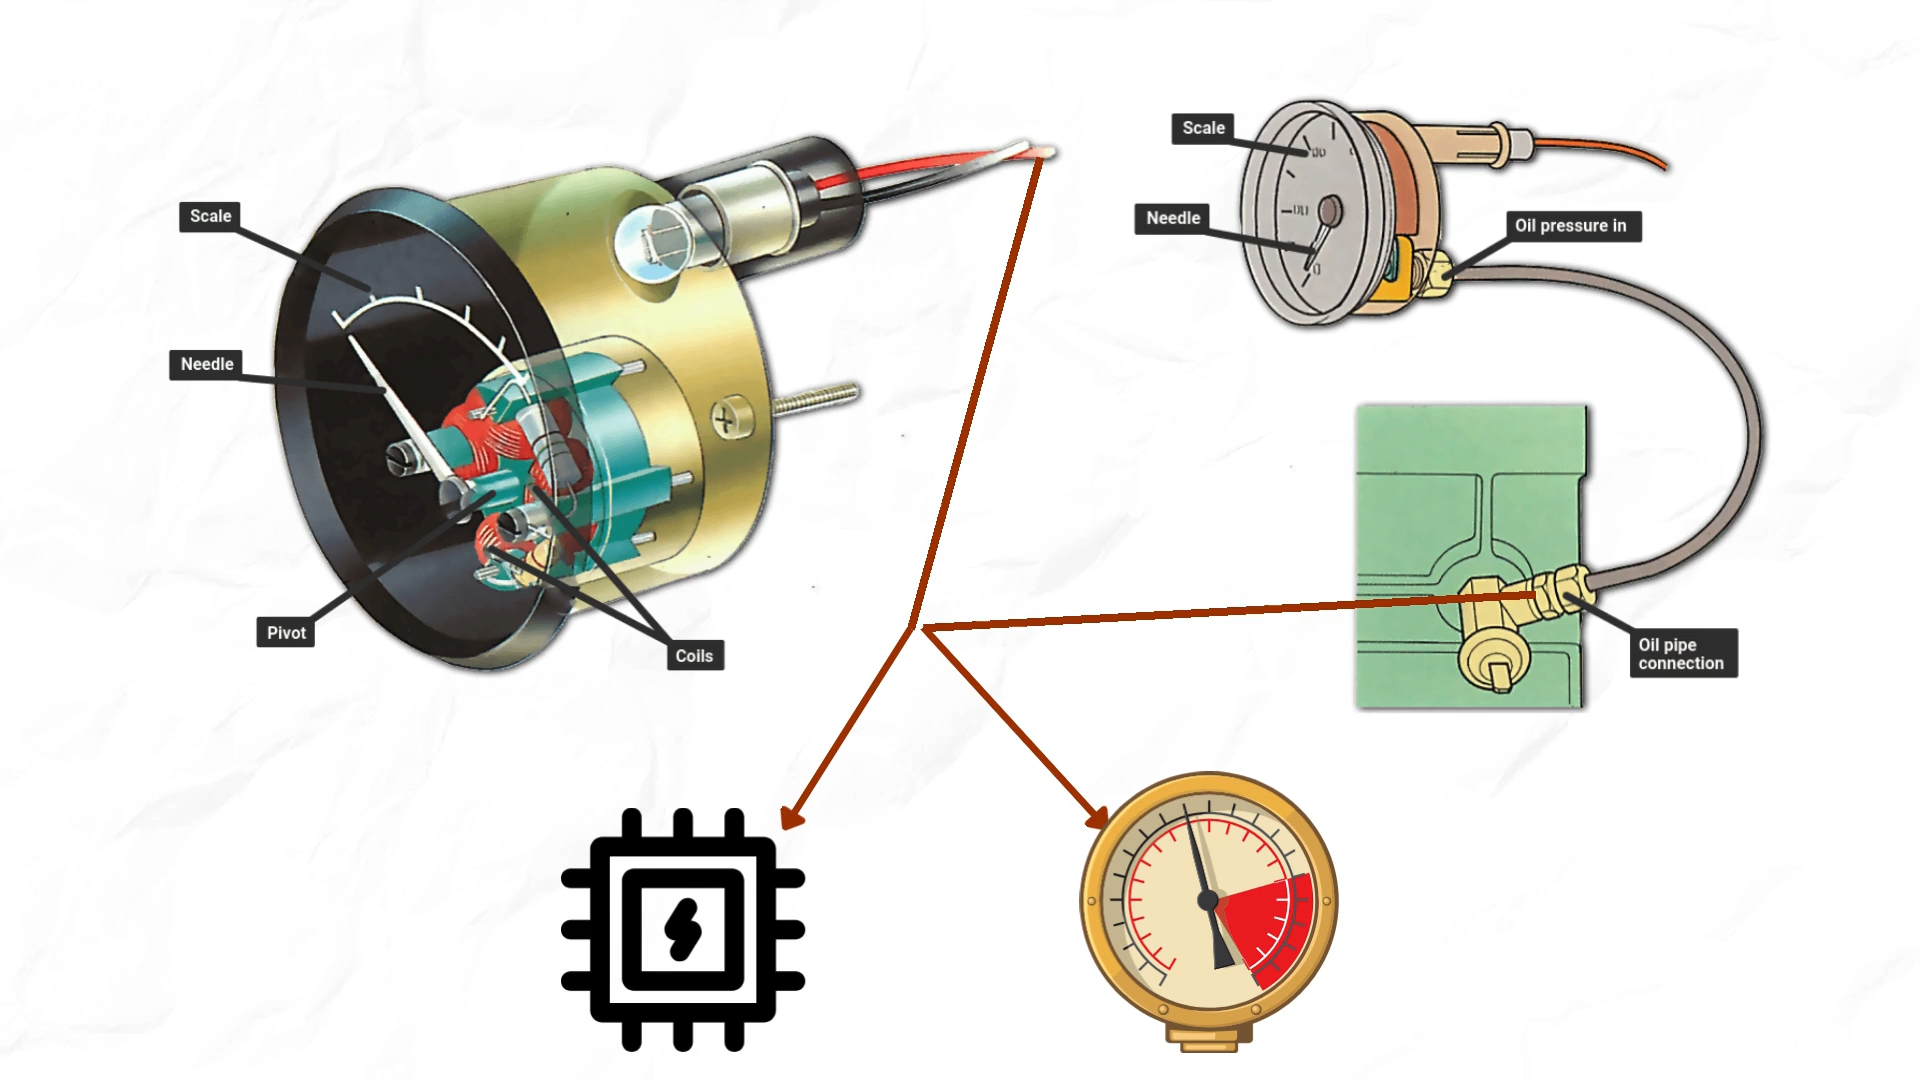 Scale
Needle
Pivot
Coils
Scale
Needle
Oil pressure in
Oil pipe
connection